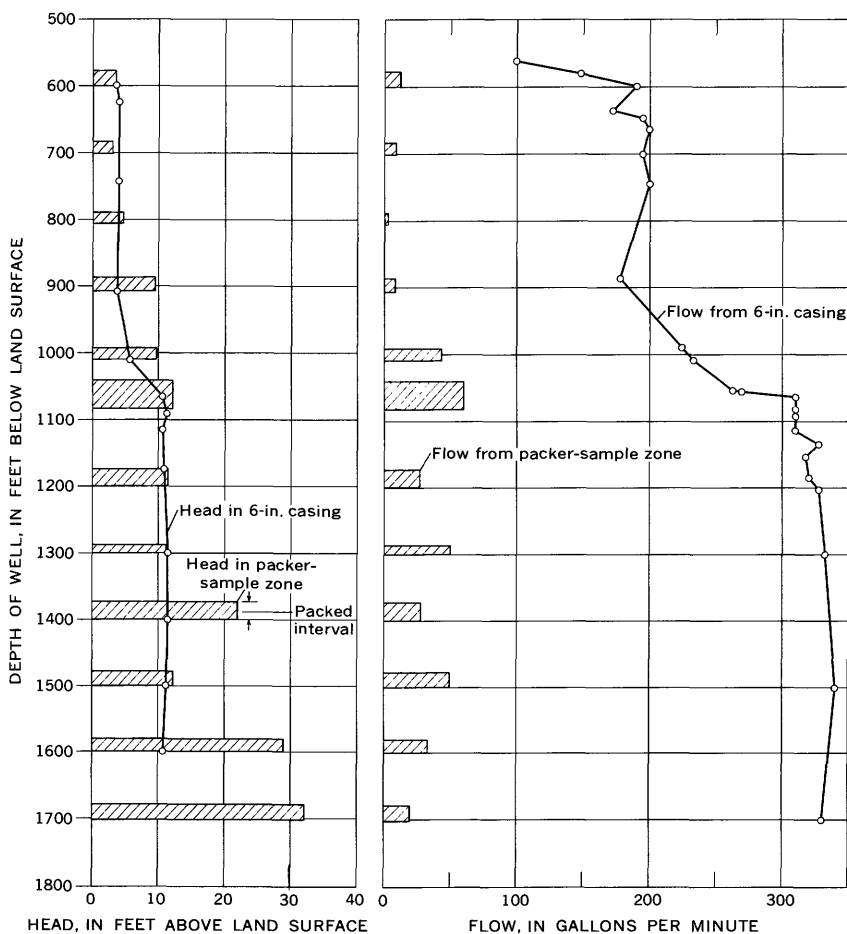 500
600
700
800
900
1000
1100
1200
1300
1400
1500
1600
1700
1800
DEPTH OF WELL, IN FEET BELOW LAND SURFACE
Head in 6-in. casing
Head in packer-
sample zone
Packed
interval
0
10
20
30
40
HEAD, IN FEET ABOVE LAND SURFACE
Flow from 6-in. casing
Flow from packer-sample zone
0
100
200
300
FLOW, IN GALLONS PER MINUTE